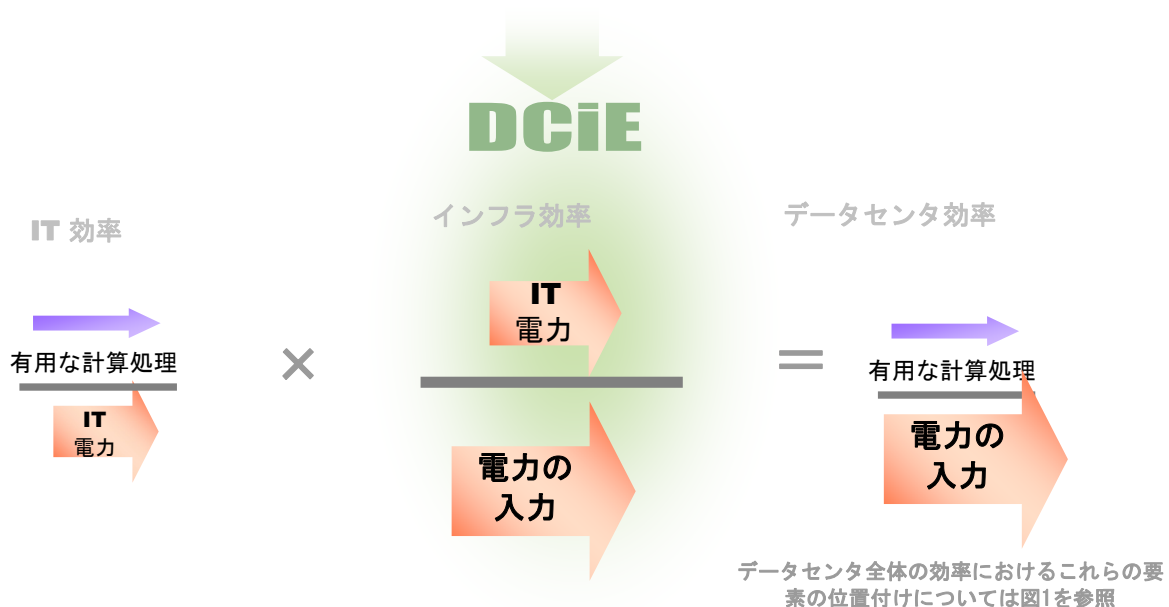 DCiE
IT 効率
インフラ効率
データセンタ効率
有用な計算処理
IT
電力
×
IT
電力
電力の
入力
=
有用な計算処理
電力の
入力
データセンタ全体の効率におけるこれらの要
素の位置付けについては図1を参照